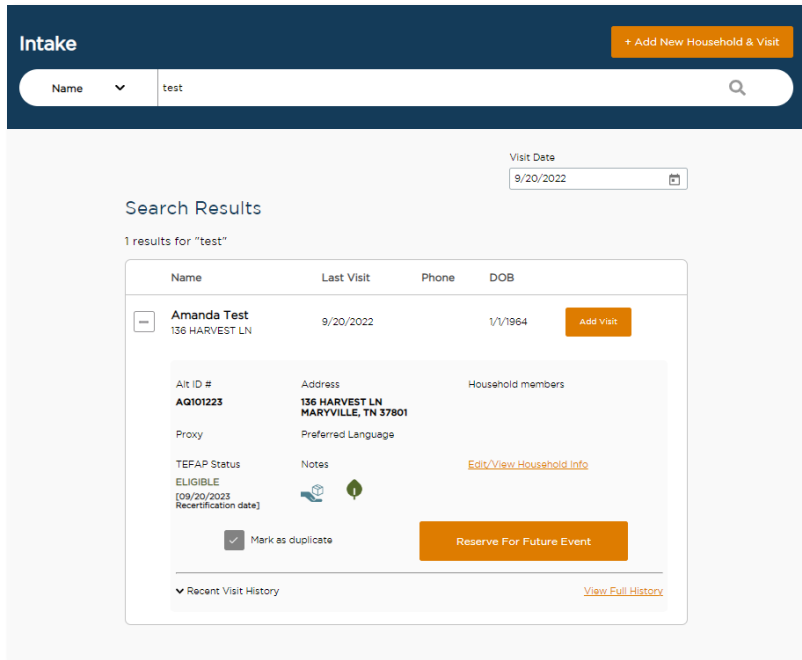 Intake
+ Add New Household & Visit
Name
test
Visit Date
9/20/2022
Search Results
1 results for "test"
Name Last Visit Phone DOB
Amanda Test
136 HARVEST LN
9/20/2022
1/1/1964
Add Visit
Alt ID # Address Household members
AQ101223
136 HARVEST LN
MARYVILLE, TN 37801
Proxy Preferred Language
TEFAP Status Notes Edit/View Household Info
ELIGIBLE
[09/20/2023
Recertification date]
Mark as duplicate
Reserve For Future Event
Recent Visit History View Full History